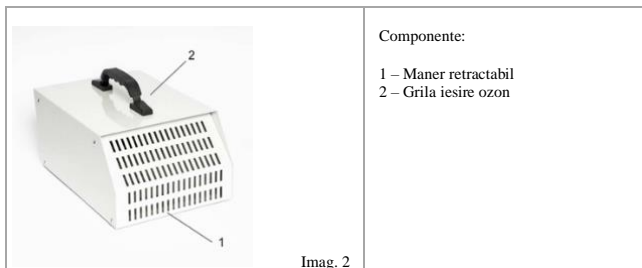 2
1
Imag. 2
Componente:
1 – Maner retractabil
2 – Grila iesire ozon